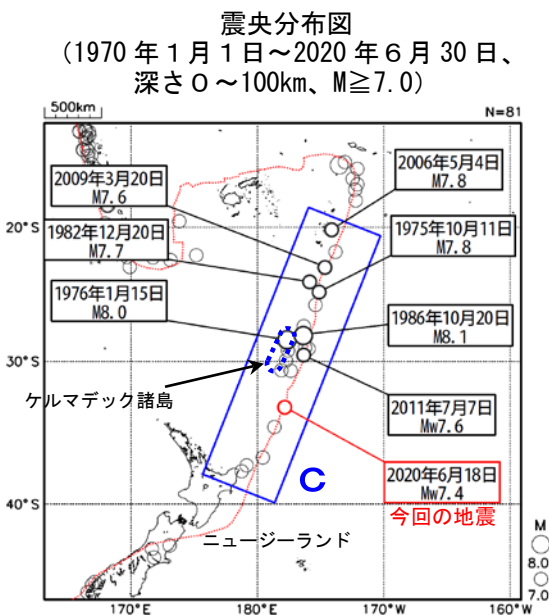 震央分布図
(1970年1月1日～2020年6月30日、
深さ0～100km、M≧7.0)
500km
N=81
2009年3月20日
M7.6
2006年5月4日
M7.8
20°S
1982年12月20日
M7.7
1975年10月11日
M7.8
1976年1月15日
M8.0
1986年10月20日
M8.1
30°S
ケルマデック諸島
2011年7月7日
Mw7.6
C
2020年6月18日
Mw7.4
今回の地震
40°S
ニュージーランド
M
8.0
7.0
170°E
180°
170°W
160°W